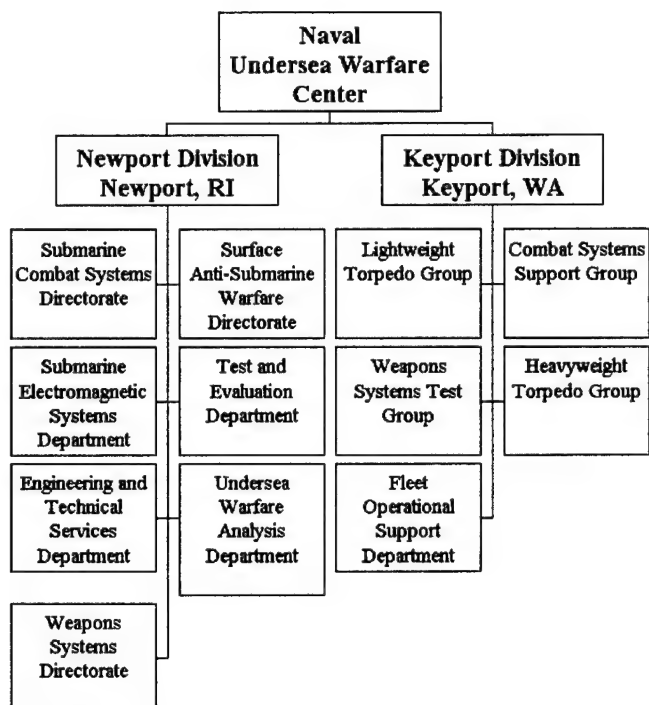 Naval
Undersea Warfare
Center
Newport Division
Newport, RI
Keyport Division
Keyport, WA
Submarine
Combat Systems
Directorate
Surface
Anti-Submarine
Warfare
Directorate
Lightweight
Torpedo Group
Combat Systems
Support Group
Submarine
Electromagnetic
Systems
Department
Test and
Evaluation
Department
Weapons
Systems Test
Group
Heavyweight
Torpedo Group
Engineering and
Technical
Services
Department
Undersea
Warfare
Analysis
Department
Fleet
Operational
Support
Department
Weapons
Systems
Directorate